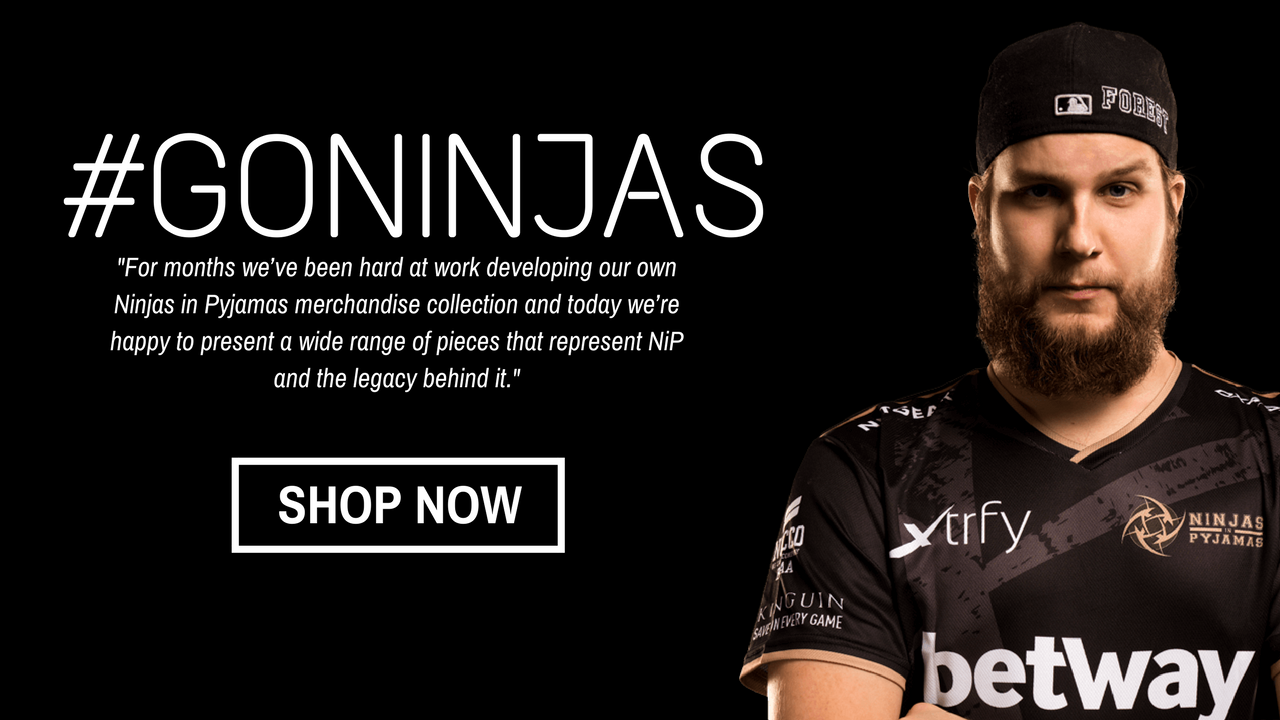 #GONINJAS
"For months we've been hard at work developing our own
Ninjas in Pyjamas merchandise collection and today we're
happy to present a wide range of pieces that represent NiP
and the legacy behind it."
SHOP NOW
FOREST
xtrfy
NINJAS
IN
PYJAMAS
KINGUIN
SAVE IN EVERY GAME
betway